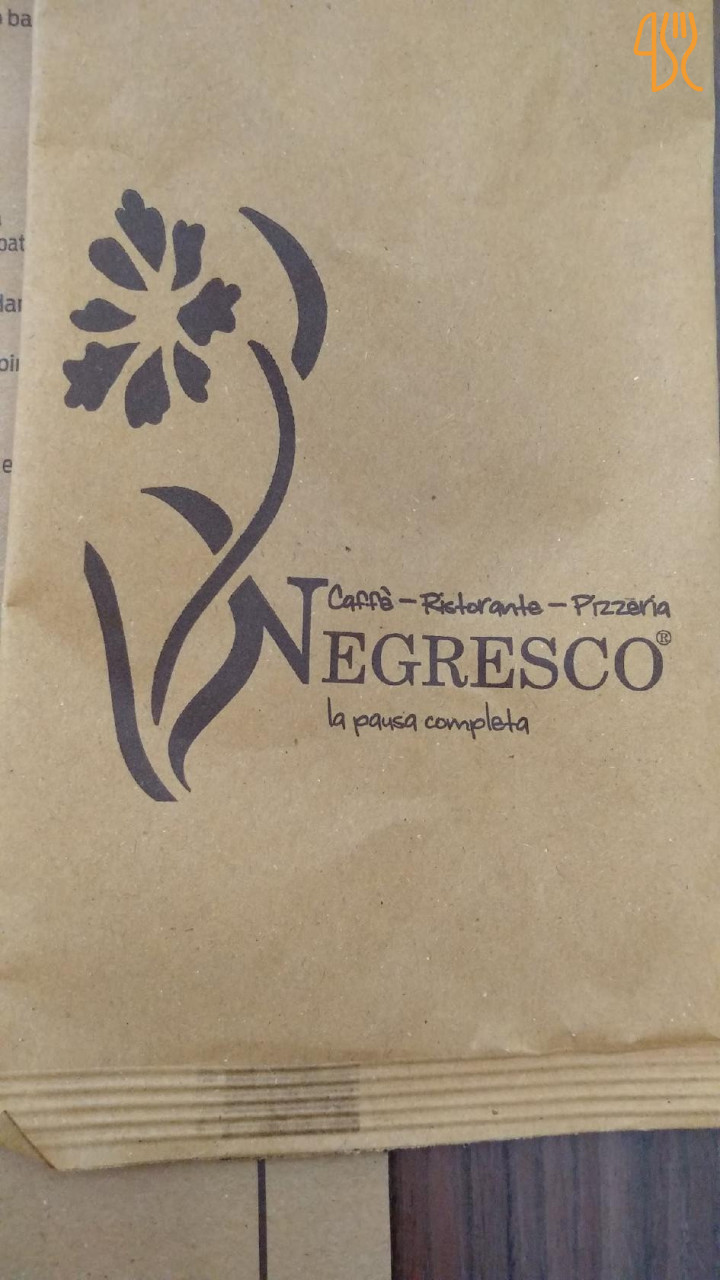 Caffè – Ristorante – Pizzeria
NEGRESCO®
la pausa completa